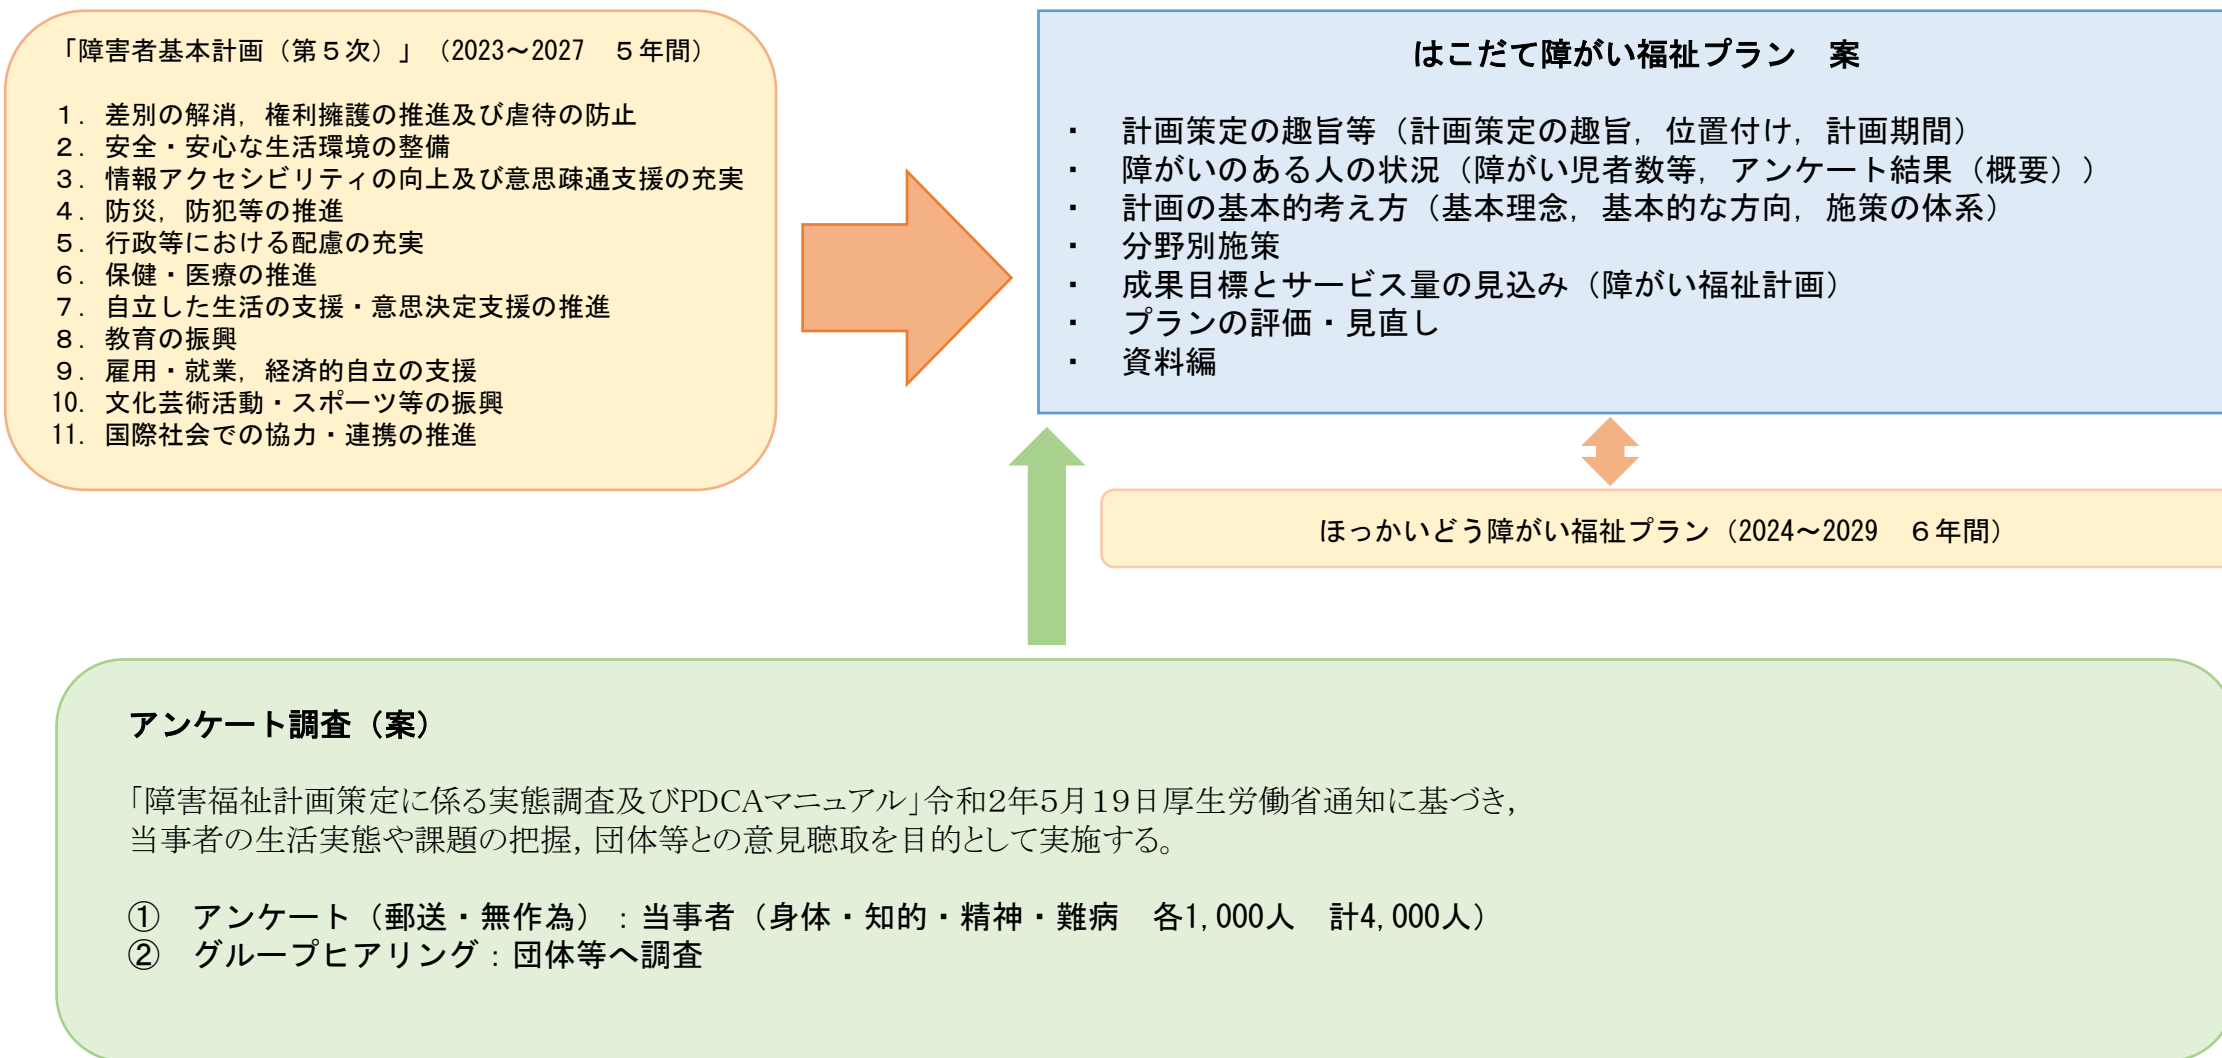 「障害者基本計画（第５次）」（2023～2027　５年間）
１．差別の解消，権利擁護の推進及び虐待の防止
２．安全・安心な生活環境の整備
３．情報アクセシビリティの向上及び意思疎通支援の充実
４．防災，防犯等の推進
５．行政等における配慮の充実
６．保健・医療の推進
７．自立した生活の支援・意思決定支援の推進
８．教育の振興
９．雇用・就業，経済的自立の支援
10．文化芸術活動・スポーツ等の振興
11．国際社会での協力・連携の推進
はこだて障がい福祉プラン　案
・　計画策定の趣旨等（計画策定の趣旨，位置付け，計画期間）
・　障がいのある人の状況（障がい児者数等，アンケート結果（概要））
・　計画の基本的考え方（基本理念，基本的な方向，施策の体系）
・　分野別施策
・　成果目標とサービス量の見込み（障がい福祉計画）
・　プランの評価・見直し
・　資料編
ほっかいどう障がい福祉プラン（2024～2029　６年間）
アンケート調査（案）
「障害福祉計画策定に係る実態調査及びPDCAマニュアル」令和２年５月１９日厚生労働省通知に基づき，
当事者の生活実態や課題の把握，団体等との意見聴取を目的として実施する。
①　アンケート（郵送・無作為）：当事者（身体・知的・精神・難病　各1,000人　計4,000人）
②　グループヒアリング：団体等へ調査